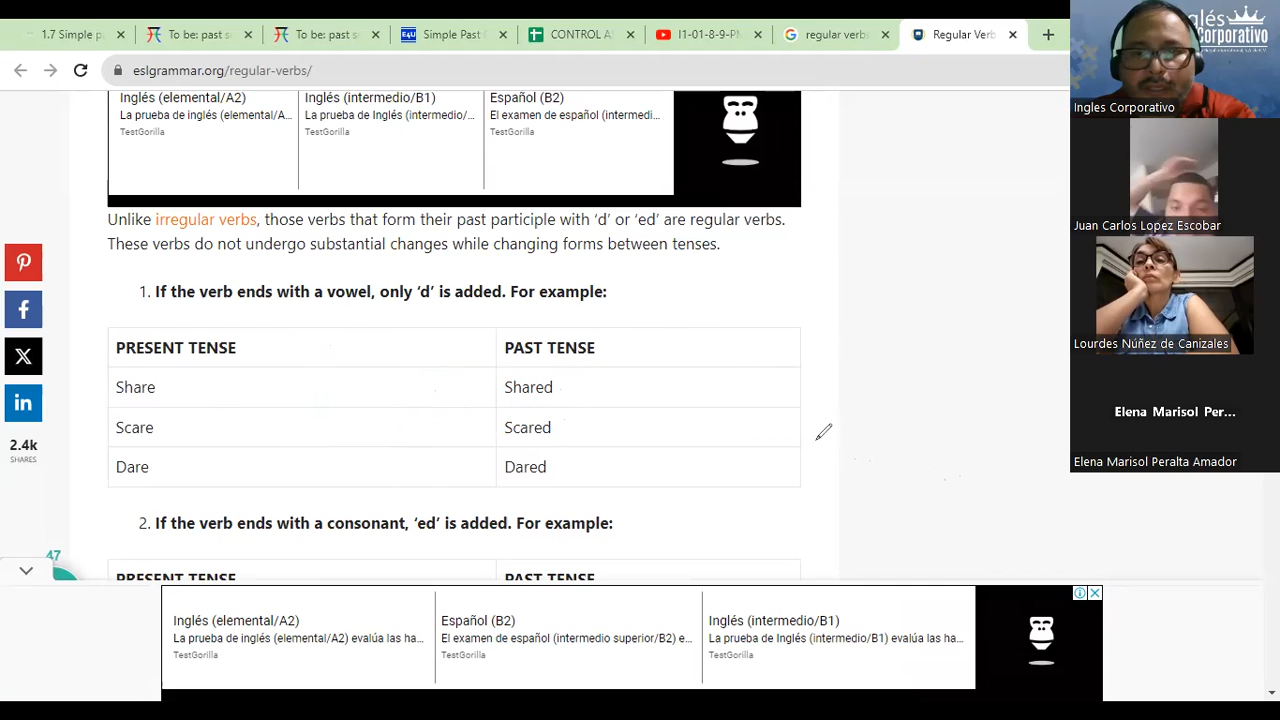 1.7 Simple p
To be: past s
To be: past s
Simple Past
CONTROL A
I1-01-8-9-P
regular verb
Regular Verb
eslgrammar.org/regular-verbs/
Inglés (elemental/A2)
La prueba de inglés (elemental/A...
TestGorilla
Inglés (intermedio/B1)
La prueba de Inglés (intermedio/...
TestGorilla
Español (B2)
El examen de español (intermedi...
TestGorilla
Unlike irregular verbs, those verbs that form their past participle with ‘d’ or ‘ed’ are regular verbs.
These verbs do not undergo substantial changes while changing forms between tenses.
1. If the verb ends with a vowel, only ‘d’ is added. For example:
PRESENT TENSE PAST TENSE
Share Shared
Scare Scared
Dare Dared
2. If the verb ends with a consonant, ‘ed’ is added. For example:
PRESENT TENSE PAST TENSE
2.4k
SHARES
47
Inglés (elemental/A2)
La prueba de inglés (elemental/A2) evalúa las ha...
TestGorilla
Español (B2)
El examen de español (intermedio superior/B2) e...
TestGorilla
Inglés (intermedio/B1)
La prueba de Inglés (intermedio/B1) evalúa las ha...
TestGorilla
Ingles Corporativo
Juan Carlos Lopez Escobar
Lourdes Núñez de Canizales
Elena Marisol Per...
Elena Marisol Peralta Amador